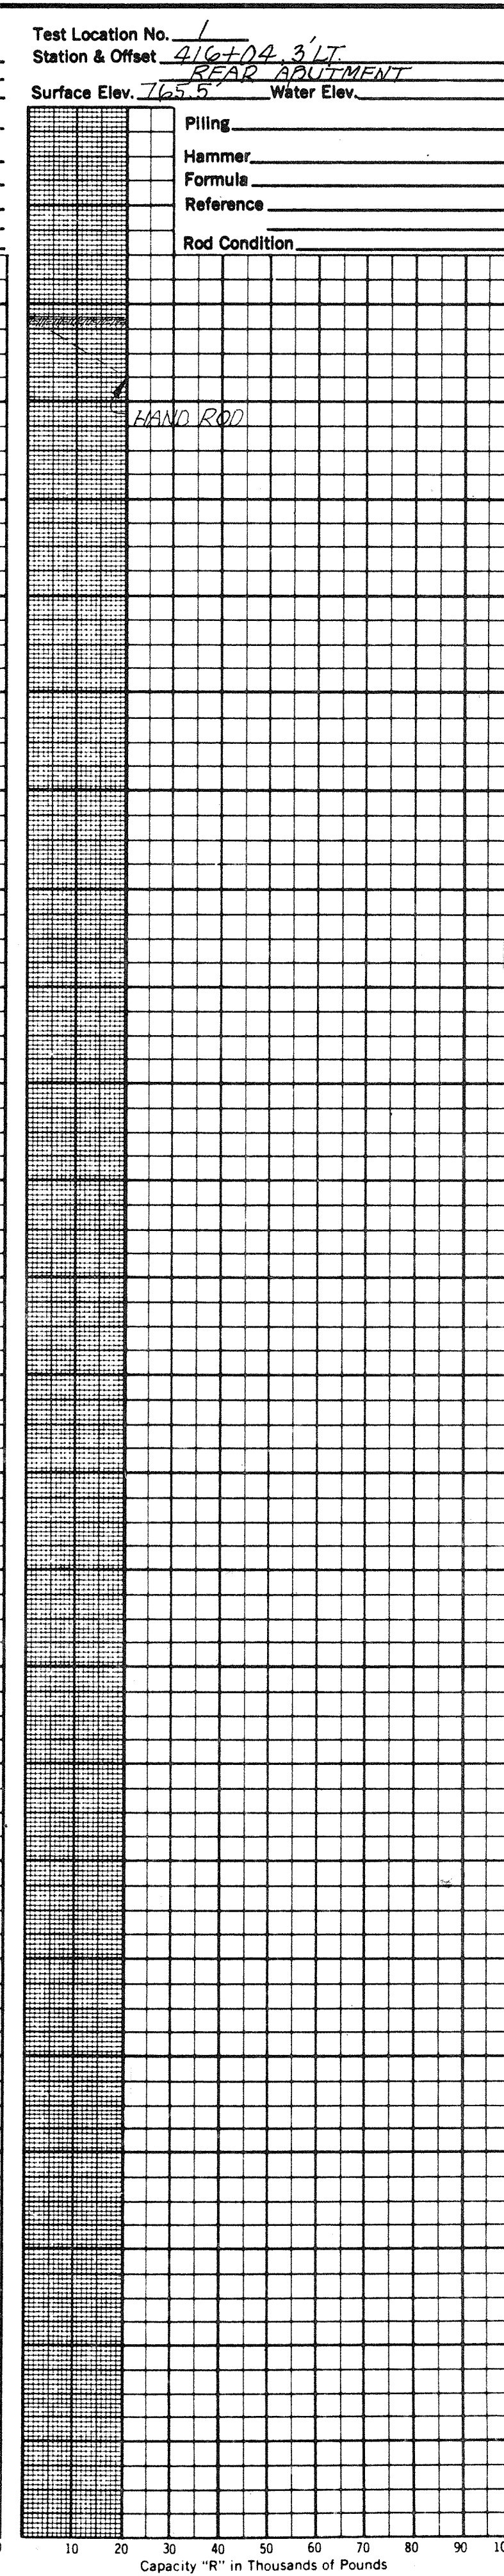 Test Location No. 1
Station & Offset 416+04, 3' LT.
REAR ABUTMENT
Surface Elev. 765.5' Water Elev.
Piling
Hammer
Formula
Reference
Rod Condition
HAND ROD
10 20 30 40 50 60 70 80 90
Capacity "R" in Thousands of Pounds